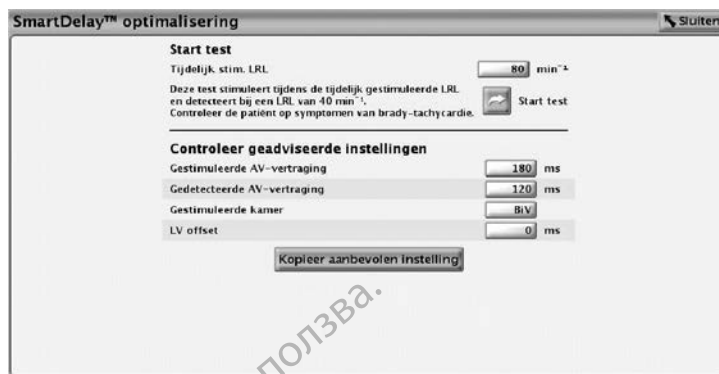 SmartDelay™ optimalisering
Sluiten
Start test
Tijdelijk stim. LRL 80 min⁻¹
Deze test stimuleert tijdens de tijdelijk gestimuleerde LRL
en detecteert bij een LRL van 40 min⁻¹.
Controleer de patiënt op symptomen van brady-tachycardie.
Start test
Controleer geadviseerde instellingen
Gestimuleerde AV-vertraging 180 ms
Gedetecteerde AV-vertraging 120 ms
Gestimuleerde kamer BiV
LV offset 0 ms
Kopieer aanbevolen instelling